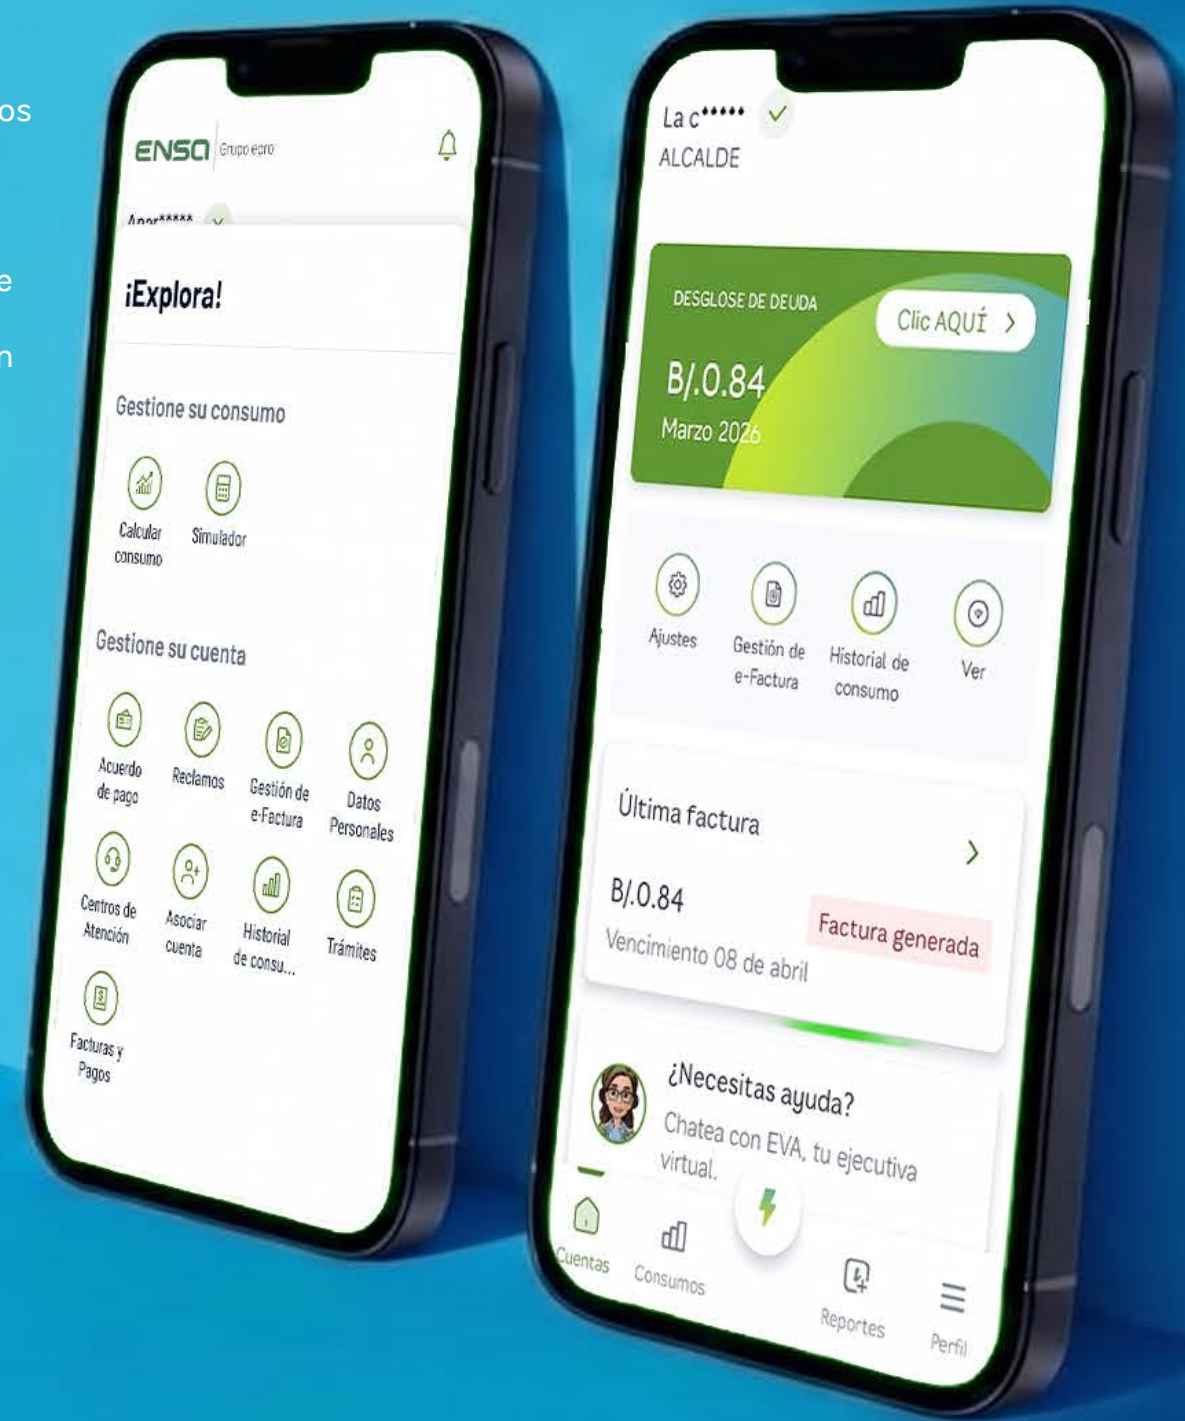 os
e
n
ENSA Grupo epm
Apar*****
¡Explora!
Gestione su consumo
Calcular
consumo
Simulador
Gestione su cuenta
Acuerdo
de pago
Reclamos
Gestión de
e-Factura
Datos
Personales
Centros de
Atención
Asociar
cuenta
Historial
de consu...
Trámites
Facturas y
Pagos
La c*****
ALCALDE
DESGLOSE DE DEUDA
Clic AQUÍ
B/.0.84
Marzo 2026
Ajustes
Gestión de
e-Factura
Historial de
consumo
Ver
Última factura
B/.0.84
Factura generada
Vencimiento 08 de abril
¿Necesitas ayuda?
Chatea con EVA, tu ejecutiva
virtual.
Cuentas
Consumos
Reportes
Perfil